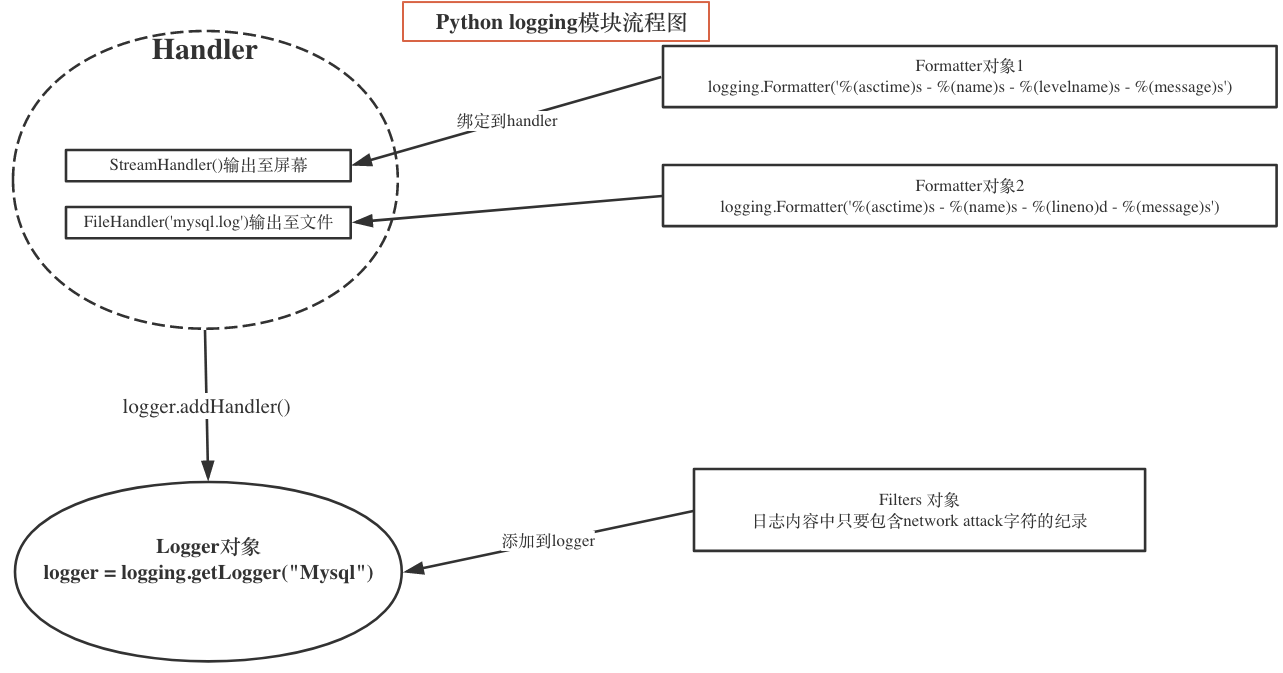 Python logging模块流程图
Handler
Formatter对象1
logging.Formatter('%(asctime)s - %(name)s - %(levelname)s - %(message)s')
绑定到handler
StreamHandler()输出至屏幕
Formatter对象2
logging.Formatter('%(asctime)s - %(name)s - %(lineno)d - %(message)s')
FileHandler('mysql.log')输出至文件
logger.addHandler()
Filters 对象
日志内容中只要包含network attack字符的纪录
添加到logger
Logger对象
logger = logging.getLogger("Mysql")